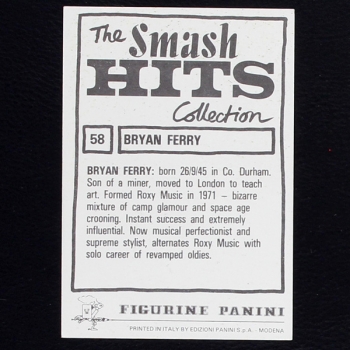 The Smash
HITS
Collection
58 BRYAN FERRY
BRYAN FERRY: born 26/9/45 in Co. Durham.
Son of a miner, moved to London to teach
art. Formed Roxy Music in 1971 – bizarre
mixture of camp glamour and space age
crooning. Instant success and extremely
influential. Now musical perfectionist and
supreme stylist, alternates Roxy Music with
solo career of revamped oldies.
FIGURINE PANINI
PRINTED IN ITALY BY EDIZIONI PANINI S.p.A. - MODENA